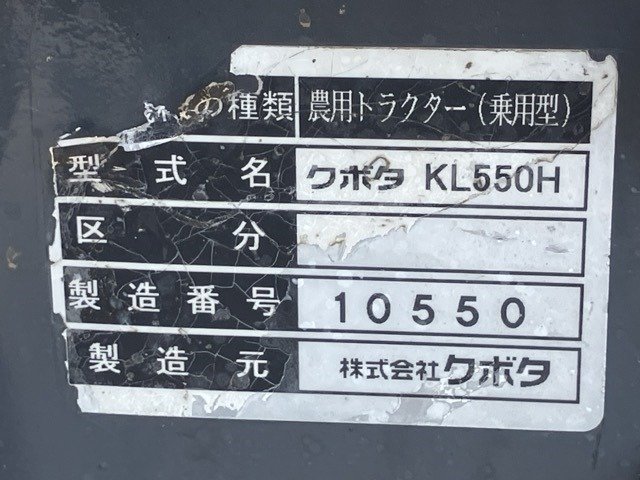 の種類 農用トラクター(乗用型)
型式名 クボタ KL550H
区分
製造番号 10550
製造元 株式会社クボタ